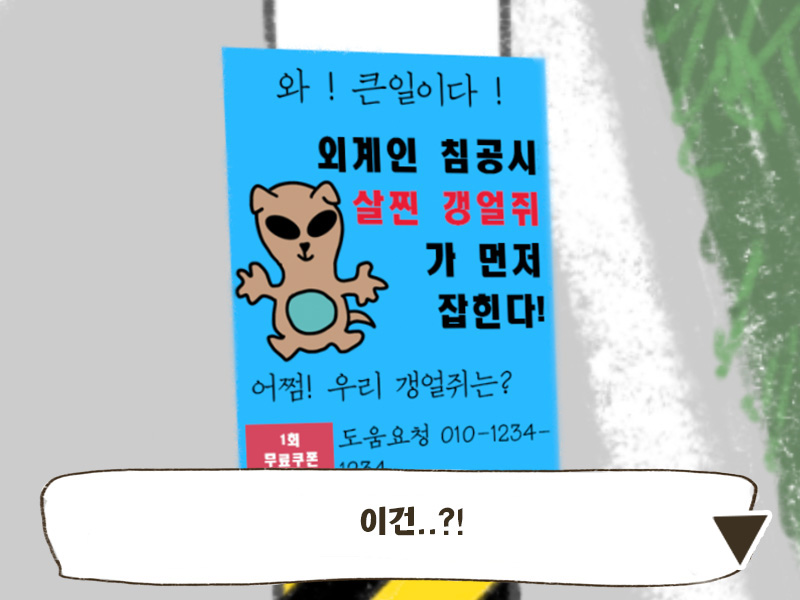 와 ! 큰일이다 !
외계인 침공시
살찐 갱얼쥐
가 먼저
잡힌다!
어쩜! 우리 갱얼쥐는?
1회
무료쿠폰
도움요청 010-1234-
1234
이건..?!